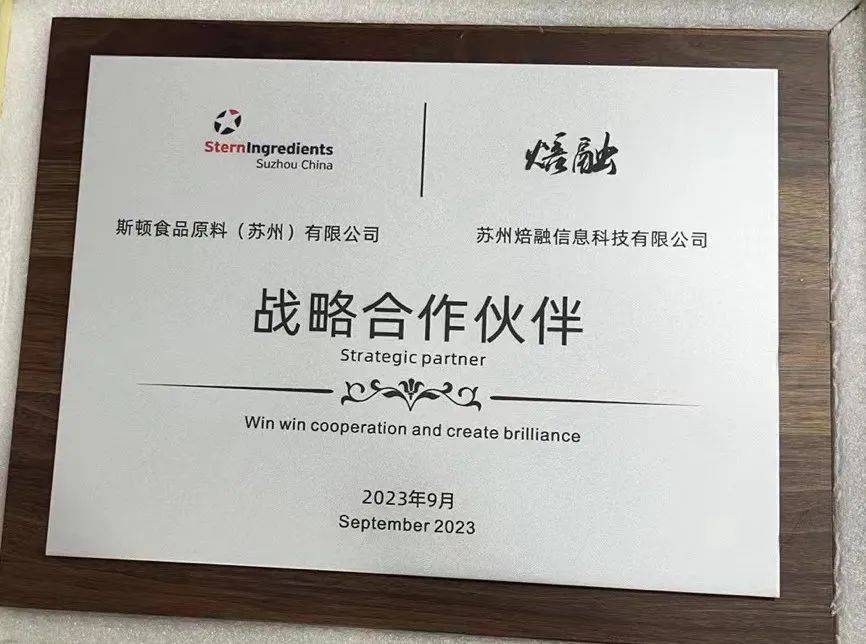 SternIngredients
Suzhou China
焙融
斯顿食品原料（苏州）有限公司
苏州焙融信息科技有限公司
战略合作伙伴
Strategic partner
Win win cooperation and create brilliance
2023年9月
September 2023